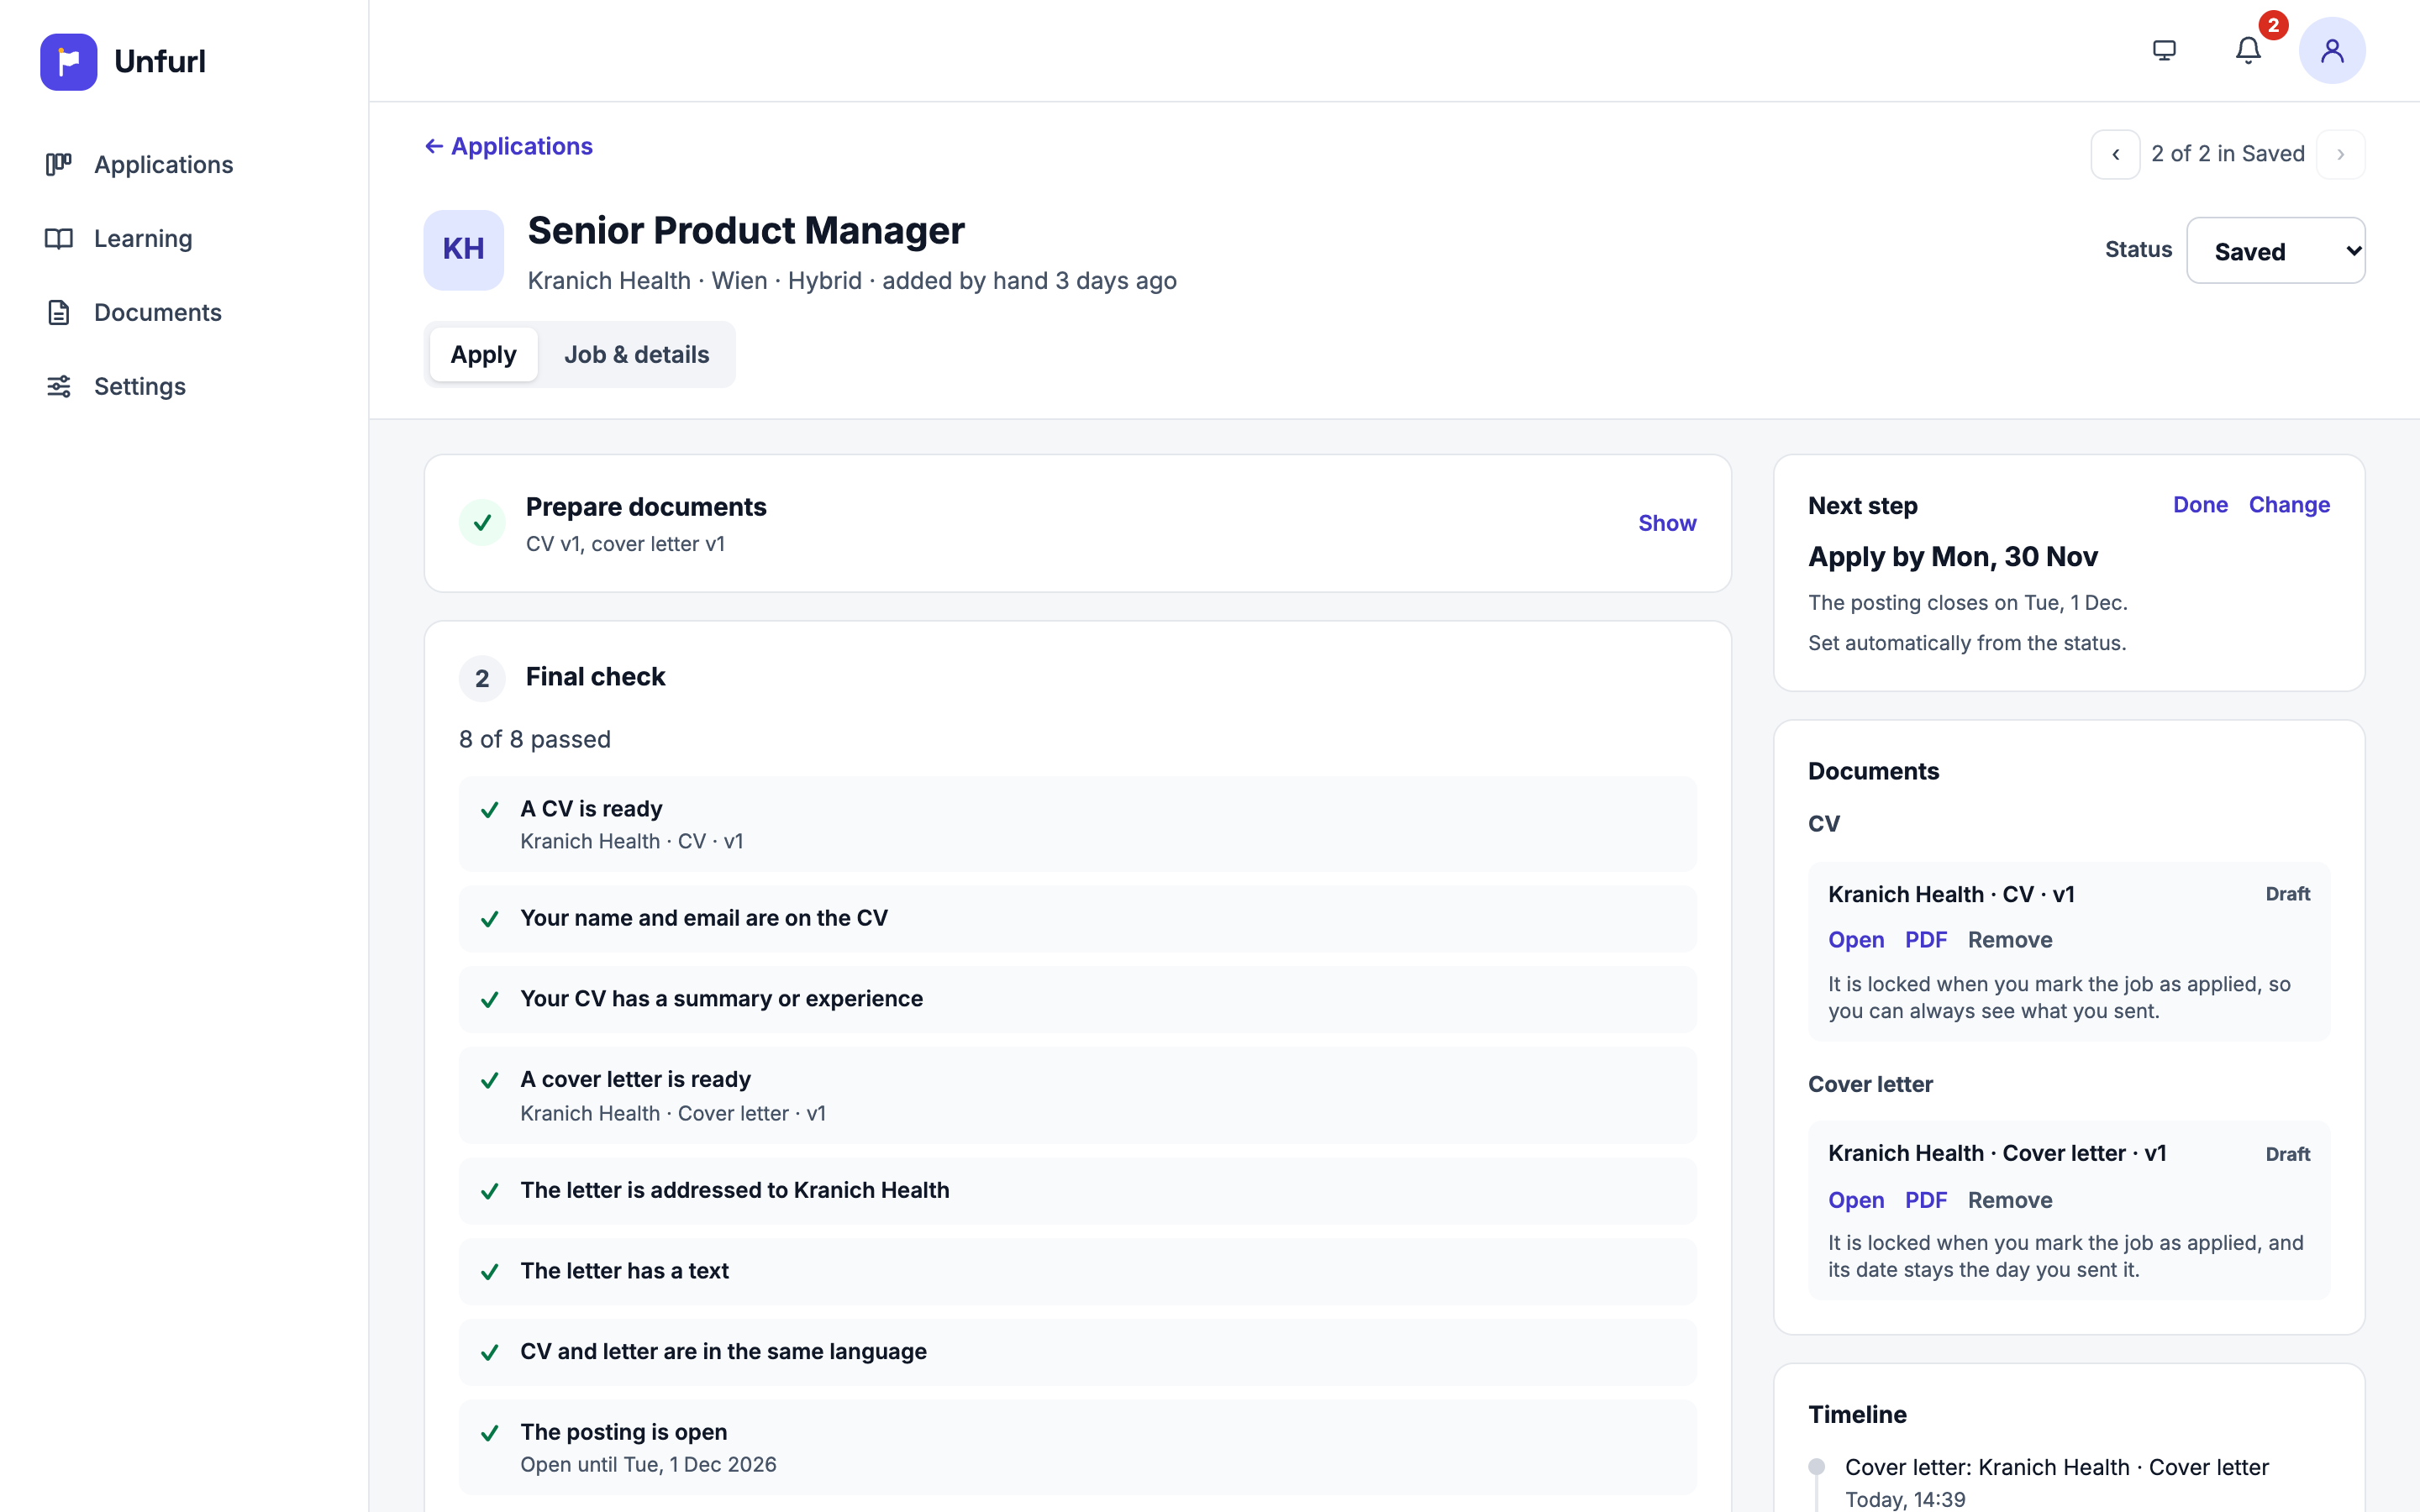 Unfurl
Applications
Learning
Documents
Settings
2
← Applications
‹ 2 of 2 in Saved ›
KH
Senior Product Manager
Kranich Health · Wien · Hybrid · added by hand 3 days ago
Status Saved
Apply Job & details
Prepare documents
CV v1, cover letter v1
Show
2 Final check
8 of 8 passed
A CV is ready
Kranich Health · CV · v1
Your name and email are on the CV
Your CV has a summary or experience
A cover letter is ready
Kranich Health · Cover letter · v1
The letter is addressed to Kranich Health
The letter has a text
CV and letter are in the same language
The posting is open
Open until Tue, 1 Dec 2026
Next step Done Change
Apply by Mon, 30 Nov
The posting closes on Tue, 1 Dec.
Set automatically from the status.
Documents
CV
Kranich Health · CV · v1 Draft
Open PDF Remove
It is locked when you mark the job as applied, so
you can always see what you sent.
Cover letter
Kranich Health · Cover letter · v1 Draft
Open PDF Remove
It is locked when you mark the job as applied, and
its date stays the day you sent it.
Timeline
Cover letter: Kranich Health · Cover letter
Today, 14:39